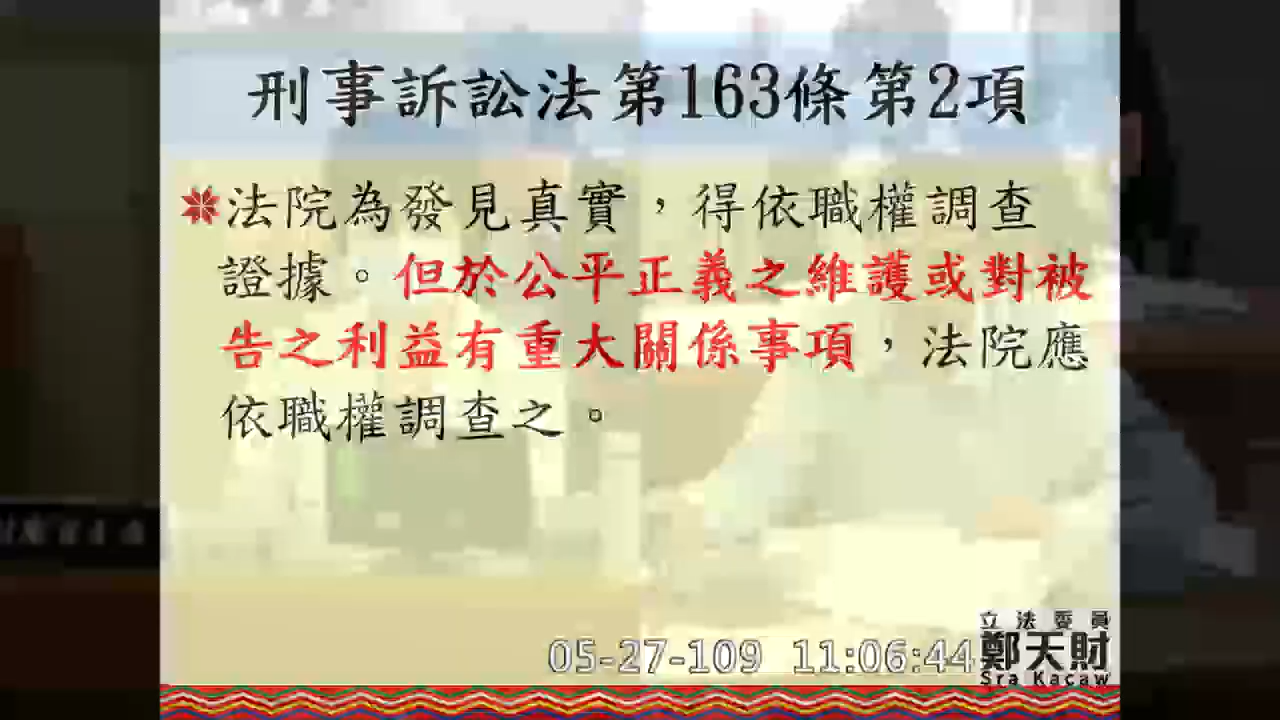 刑事訴訟法第163條第2項
法院為發見真實，得依職權調查
證據。但於公平正義之維護或對被
告之利益有重大關係事項，法院應
依職權調查之。
05-27-109 11:06:44
立法委員
鄭天財
Sra Kacaw